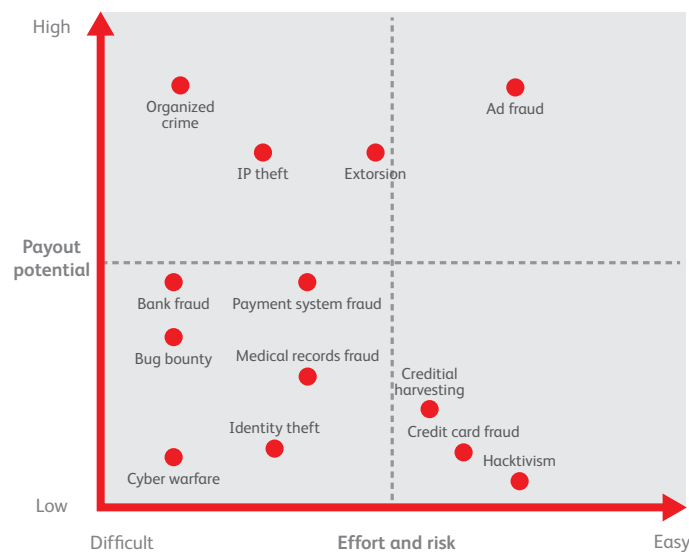 High
Organized
crime
Ad fraud
IP theft
Extorsion
Payout
potential
Bank fraud
Payment system fraud
Bug bounty
Medical records fraud
Creditial
harvesting
Identity theft
Credit card fraud
Hacktivism
Cyber warfare
Low
Difficult
Effort and risk
Easy